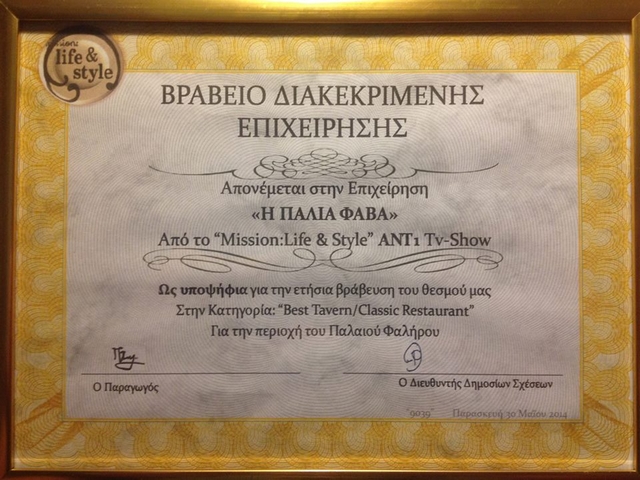 mission:
life &
style
ΒΡΑΒΕΙΟ ΔΙΑΚΕΚΡΙΜΕΝΗΣ
ΕΠΙΧΕΙΡΗΣΗΣ
Απονέμεται στην Επιχείρηση
«Η ΠΑΛΙΑ ΦΑΒΑ»
Από το “Mission:Life & Style” ANT1 Tv-Show
Ως υποψήφια για την ετήσια βράβευση του θεσμού μας
Στην Κατηγορία: “Best Tavern/Classic Restaurant”
Για την περιοχή του Παλαιού Φαλήρου
Ο Παραγωγός
Ο Διευθυντής Δημοσίων Σχέσεων
“9039” Παρασκευή 30 Μαΐου 2014